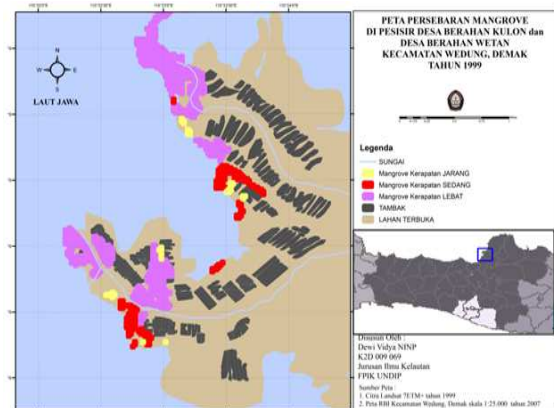 PETA PERSEBARAN MANGROVE
DI PESISIR DESA BERAHAN KULON dan
DESA BERAHAN WETAN
KECAMATAN WEDUNG, DEMAK
TAHUN 1999
N
W E
S
LAUT JAWA
Legenda
SUNGAI
Mangrove Kerapatan JARANG
Mangrove Kerapatan SEDANG
Mangrove Kerapatan LEBAT
TAMBAK
LAHAN TERBUKA
Disusun Oleh :
Dewi Vidya NINP
K2D 009 069
Jurusan Ilmu Kelautan
FPIK UNDIP
Sumber Peta :
1. Citra Landsat 7ETM+ tahun 1999
2. Peta RBI Kecamatan Wedung, Demak skala 1:25.000 tahun 2007